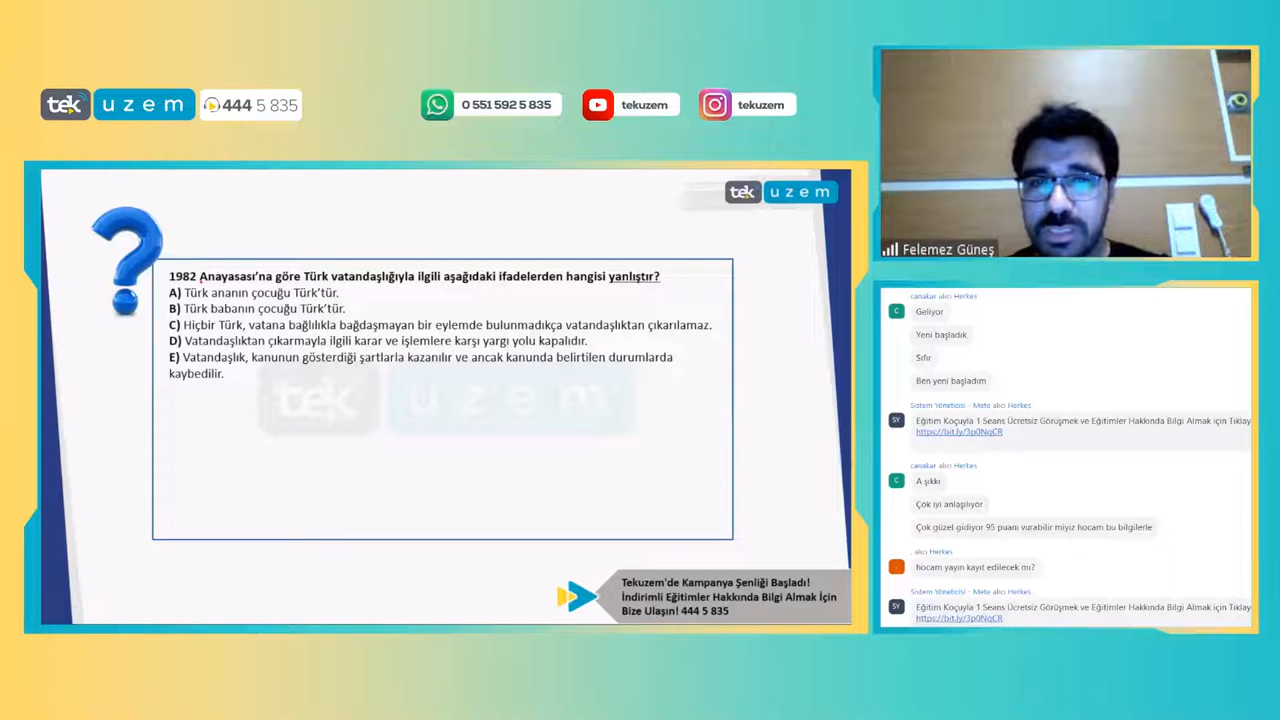 tek uzem 444 5 835
0 551 592 5 835
tekuzem
tekuzem
tek uzem
1982 Anayasası'na göre Türk vatandaşlığıyla ilgili aşağıdaki ifadelerden hangisi yanlıştır?
A) Türk ananın çocuğu Türk'tür.
B) Türk babanın çocuğu Türk'tür.
C) Hiçbir Türk, vatana bağlılıkla bağdaşmayan bir eylemde bulunmadıkça vatandaşlıktan çıkarılamaz.
D) Vatandaşlıktan çıkarmayla ilgili karar ve işlemlere karşı yargı yolu kapalıdır.
E) Vatandaşlık, kanunun gösterdiği şartlarla kazanılır ve ancak kanunda belirtilen durumlarda
kaybedilir.
tek uzem
Tekuzem'de Kampanya Şenliği Başladı!
İndirimli Eğitimler Hakkında Bilgi Almak İçin
Bize Ulaşın! 444 5 835
Felemez Güneş
canakar alıcı Herkes
C
Geliyor
Yeni başladık
Sıfır
Ben yeni başladım
Sistem Yöneticisi - Mete alıcı Herkes
SY
Eğitim Koçuyla 1 Seans Ücretsiz Görüşmek ve Eğitimler Hakkında Bilgi Almak için Tıklay
https://bit.ly/3p0NqCR
canakar alıcı Herkes
C
A şıkkı
Çok iyi anlaşılıyor
Çok güzel gidiyor 95 puanı vurabilir miyiz hocam bu bilgilerle
. alıcı Herkes
hocam yayın kayıt edilecek mı?
Sistem Yöneticisi - Mete alıcı Herkes
SY
Eğitim Koçuyla 1 Seans Ücretsiz Görüşmek ve Eğitimler Hakkında Bilgi Almak için Tıklay
https://bit.ly/3p0NqCR